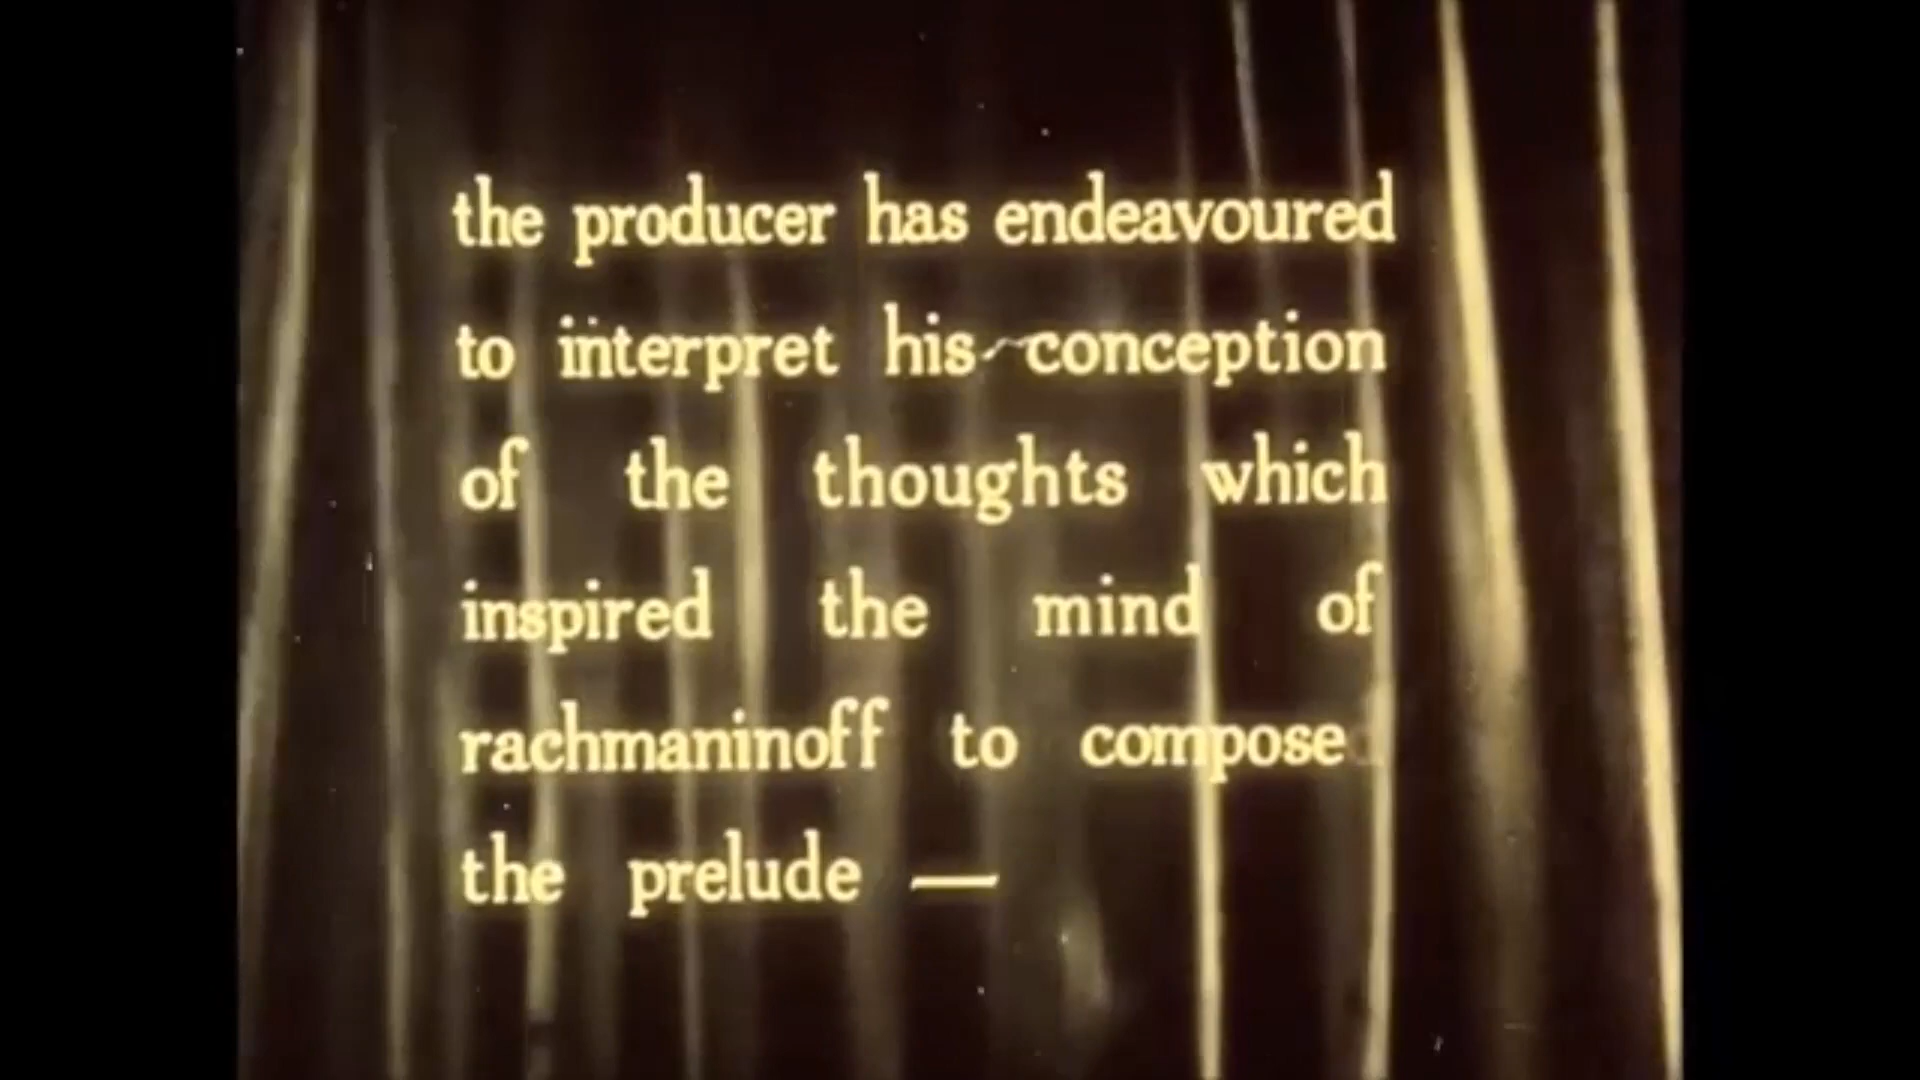 the producer has endeavoured
to interpret his conception
of the thoughts which
inspired the mind of
rachmaninoff to compose
the prelude —